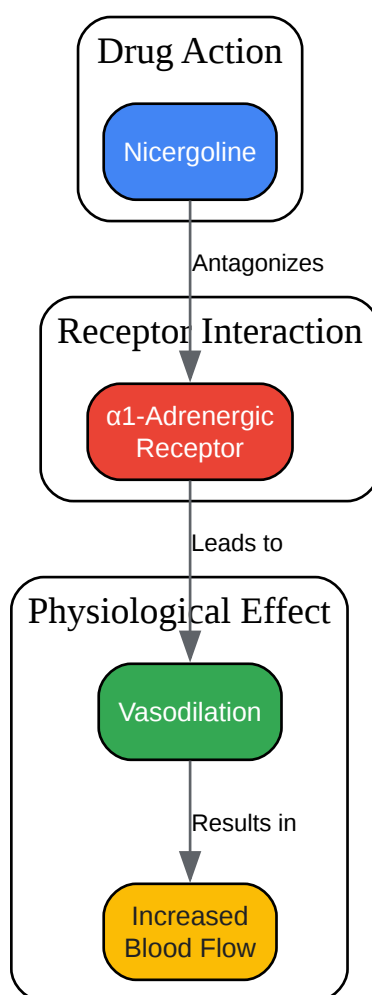 Drug Action
Nicergoline
Antagonizes
Receptor Interaction
α1-Adrenergic
Receptor
Leads to
Physiological Effect
Vasodilation
Results in
Increased
Blood Flow